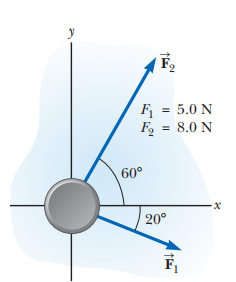 y
F⃗₂
F₁ = 5.0 N
F₂ = 8.0 N
60°
x
20°
F⃗₁